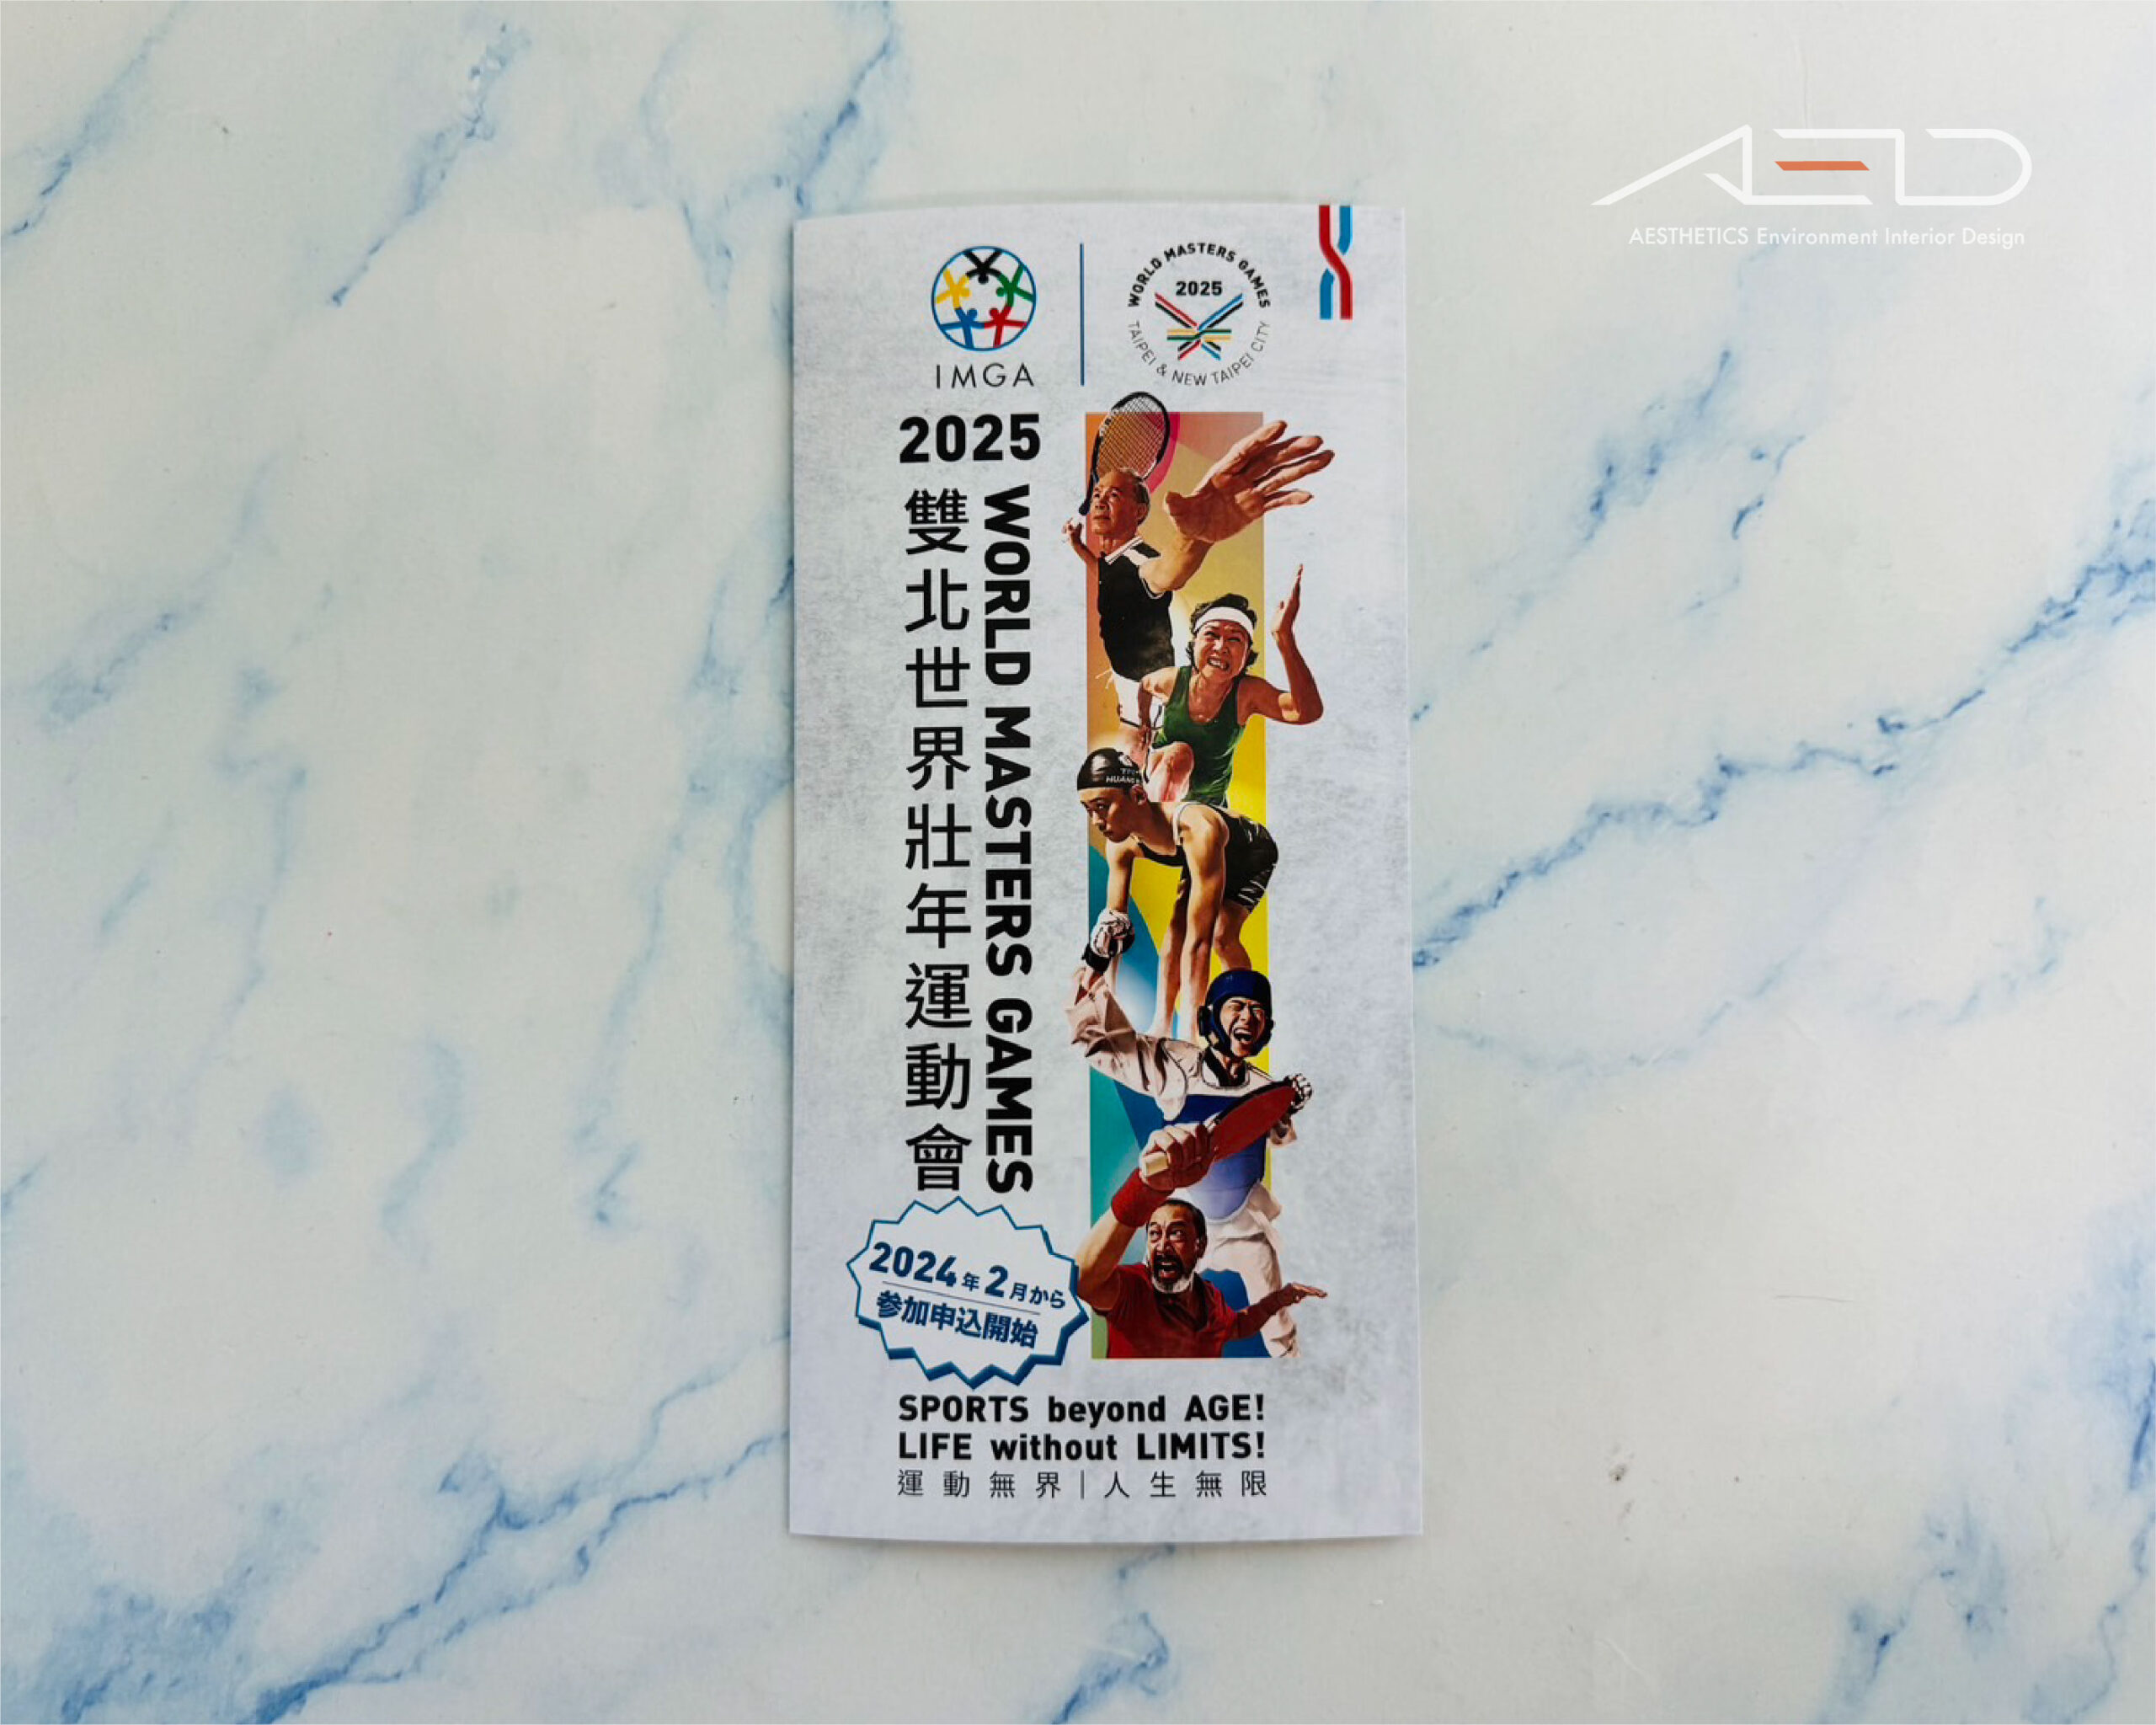 AED
AESTHETICS Environment Interior Design
IMGA
WORLD MASTERS GAMES
2025
TAIPEI & NEW TAIPEI CITY
2025
雙北世界壯年運動會
WORLD MASTERS GAMES
HUANG
2024年2月から
参加申込開始
SPORTS beyond AGE!
LIFE without LIMITS!
運動無界|人生無限